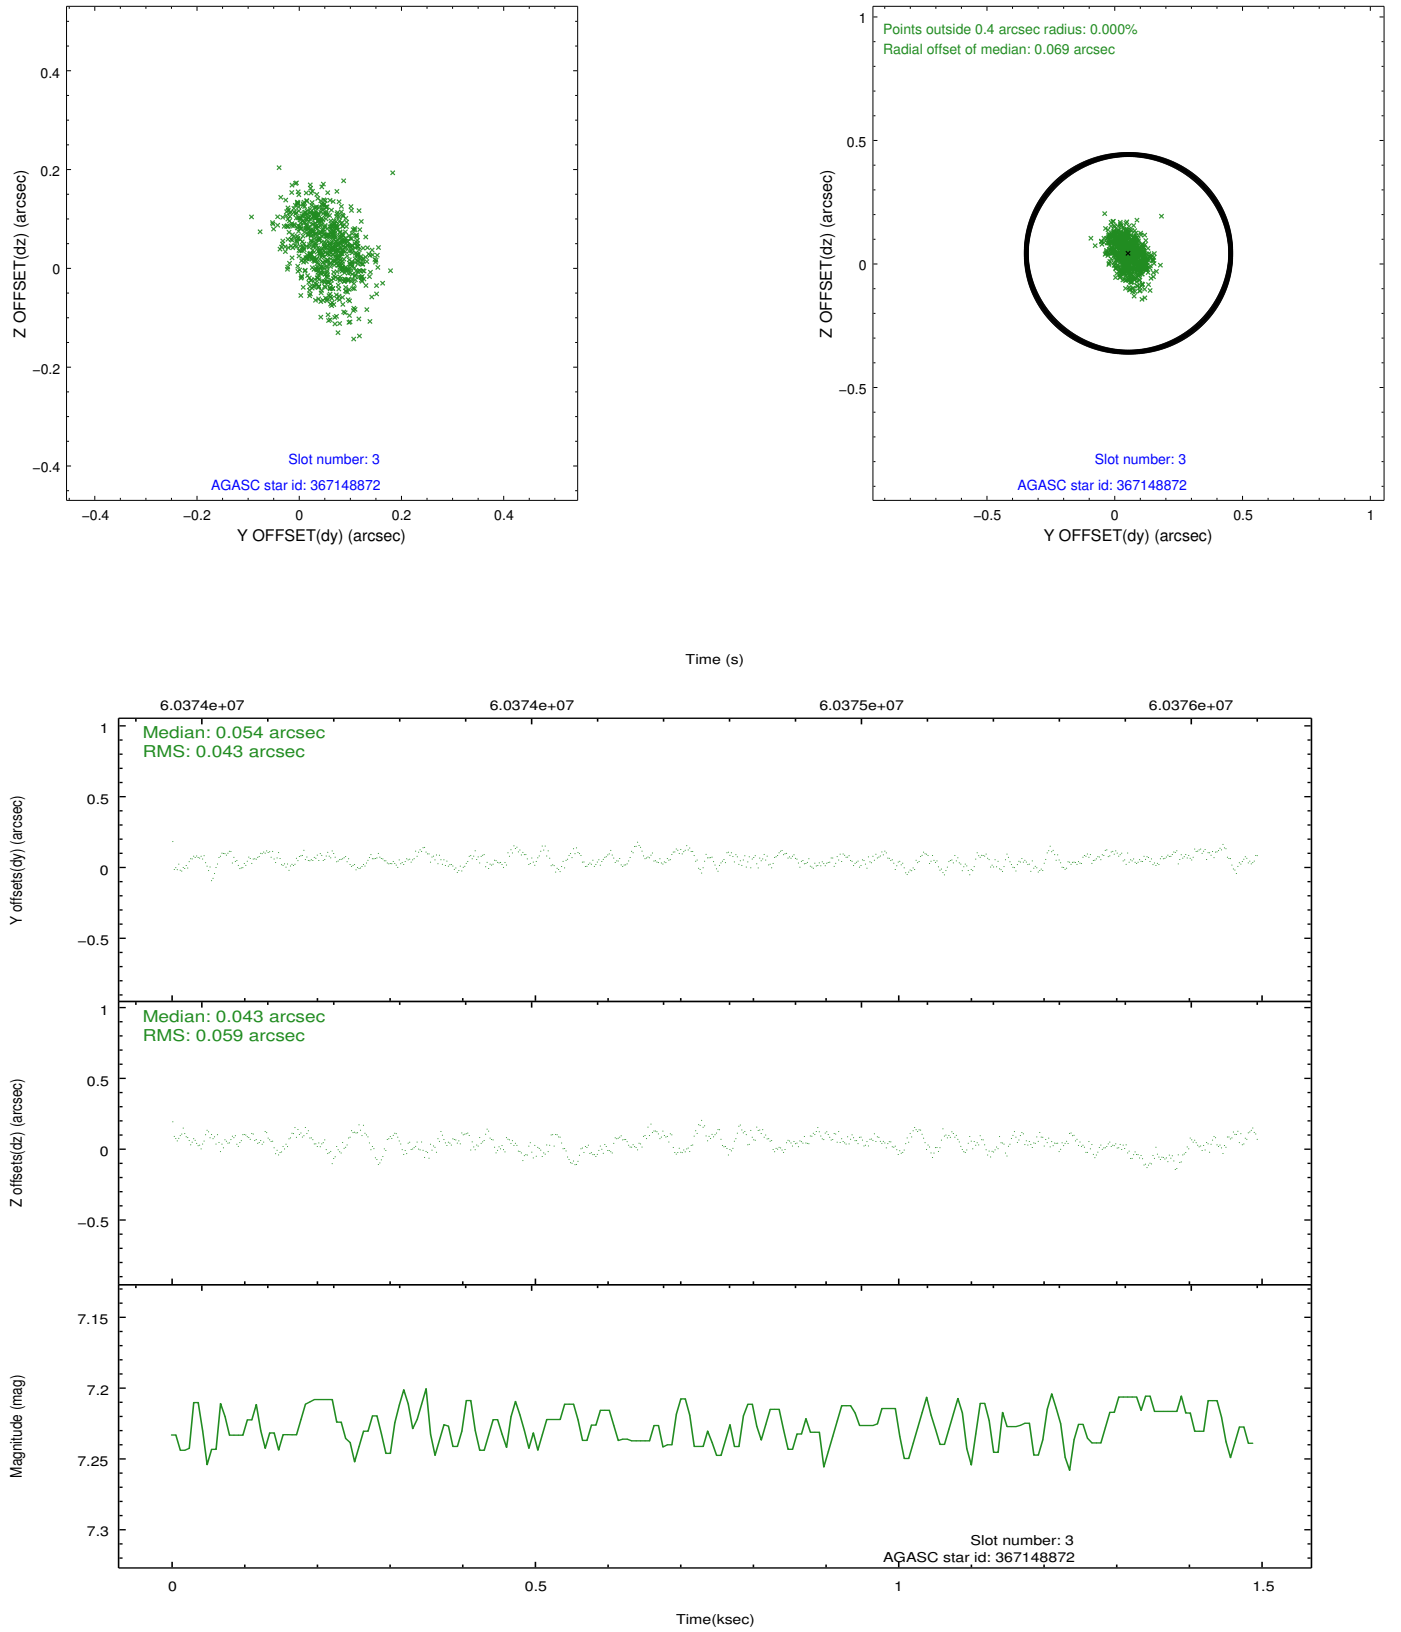 0.4
0.2
0
−0.2
−0.4
−0.4
−0.2
0
0.2
0.4
Z OFFSET(dz) (arcsec)
Y OFFSET(dy) (arcsec)
Slot number: 3
AGASC star id: 367148872
Points outside 0.4 arcsec radius: 0.000%
Radial offset of median: 0.069 arcsec
1
0.5
0
−0.5
−0.5
0
0.5
1
Z OFFSET(dz) (arcsec)
Y OFFSET(dy) (arcsec)
Slot number: 3
AGASC star id: 367148872
Time (s)
6.0374e+07
6.0374e+07
6.0375e+07
6.0376e+07
Median: 0.054 arcsec
RMS: 0.043 arcsec
1
0.5
0
−0.5
Y offsets(dy) (arcsec)
Median: 0.043 arcsec
RMS: 0.059 arcsec
1
0.5
0
−0.5
Z offsets(dz) (arcsec)
7.15
7.2
7.25
7.3
Magnitude (mag)
Slot number: 3
AGASC star id: 367148872
0
0.5
1
1.5
Time(ksec)